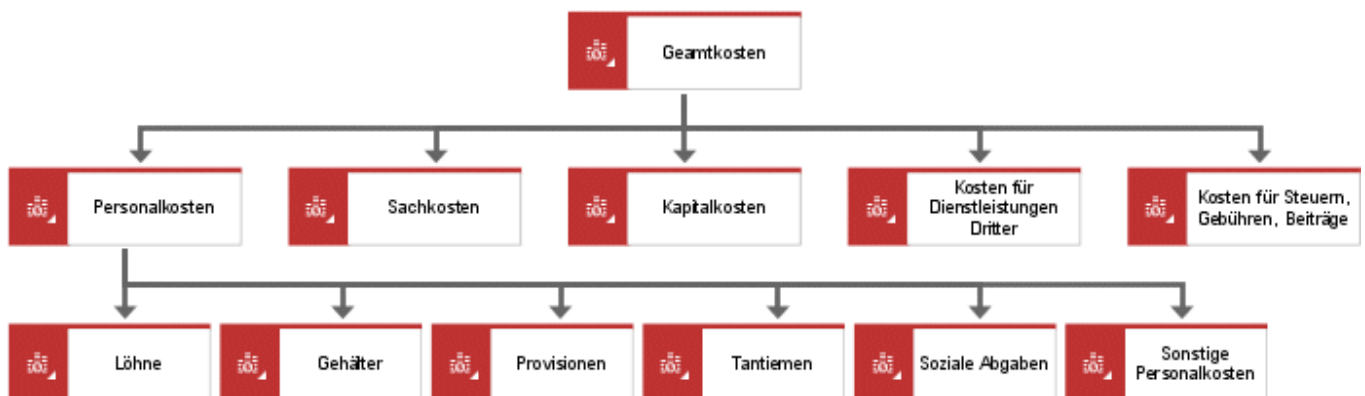 Geamtkosten
Personalkosten
Sachkosten
Kapitalkosten
Kosten für
Dienstleistungen
Dritter
Kosten für Steuern,
Gebühren, Beiträge
Löhne
Gehälter
Provisionen
Tantiemen
Soziale Abgaben
Sonstige
Personalkosten